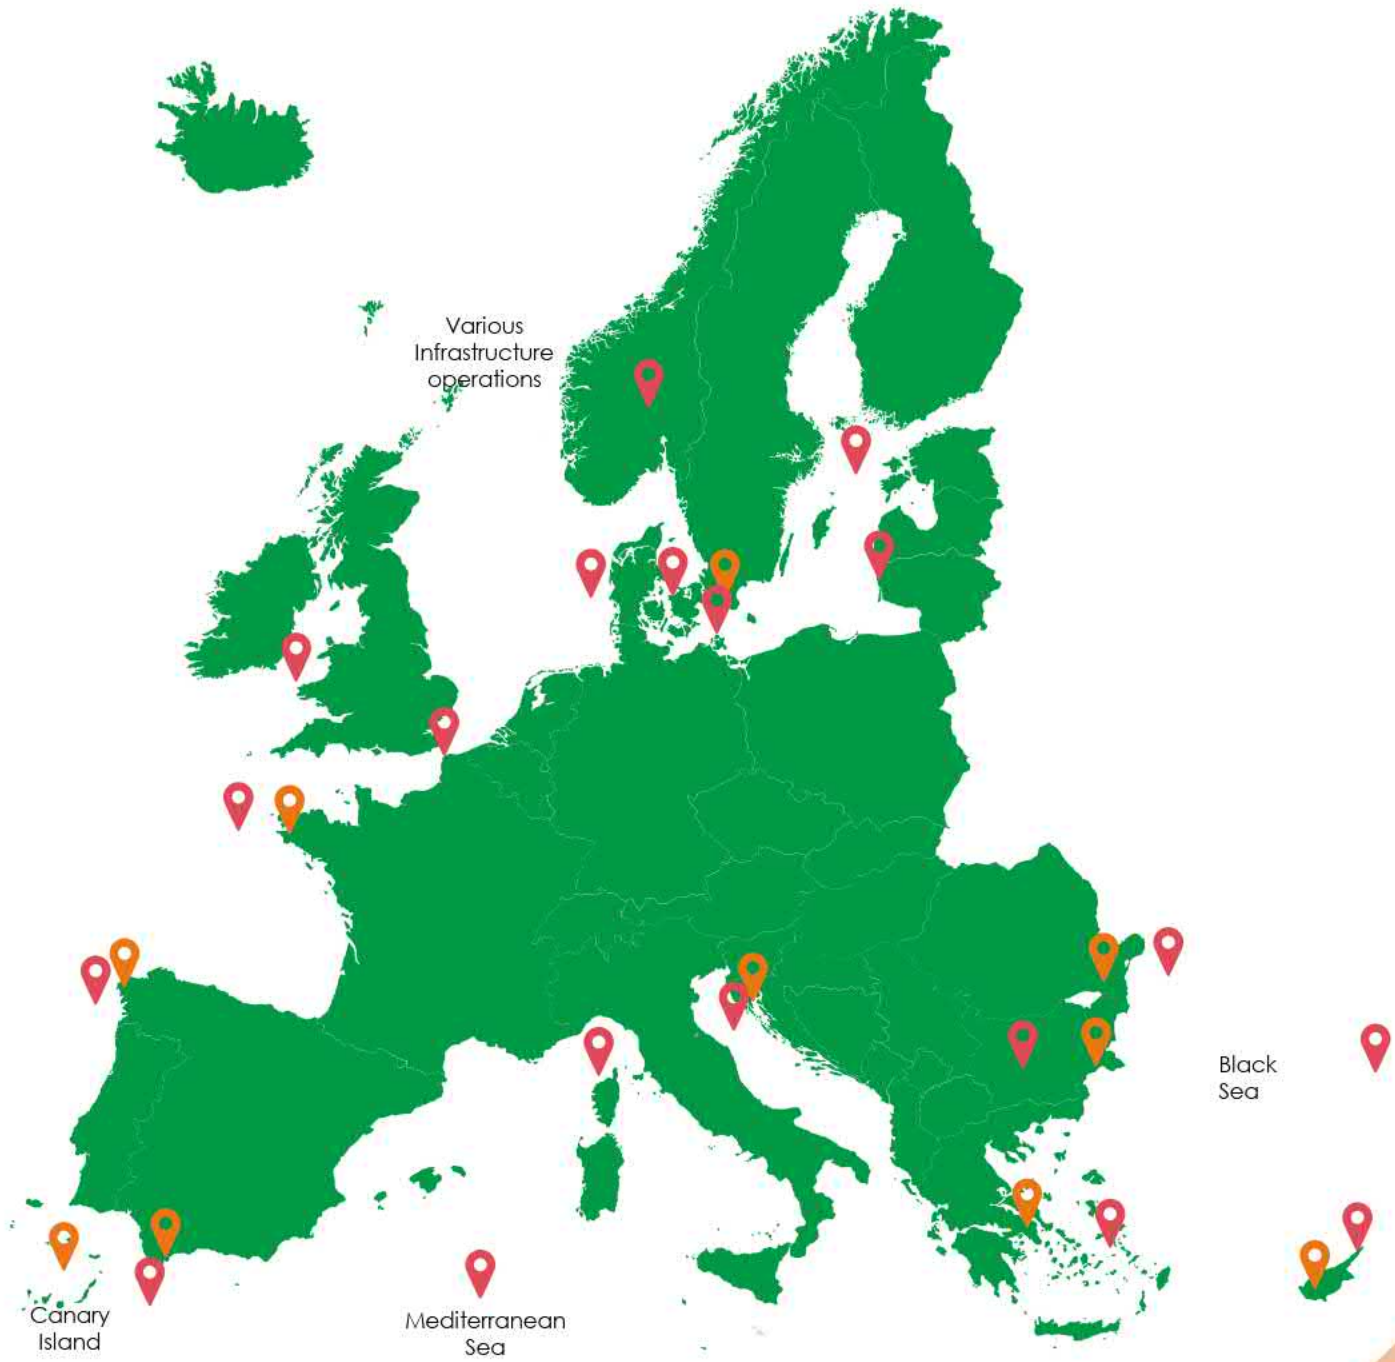 Various
Infrastructure
operations
Black
Sea
Canary
Island
Mediterranean
Sea